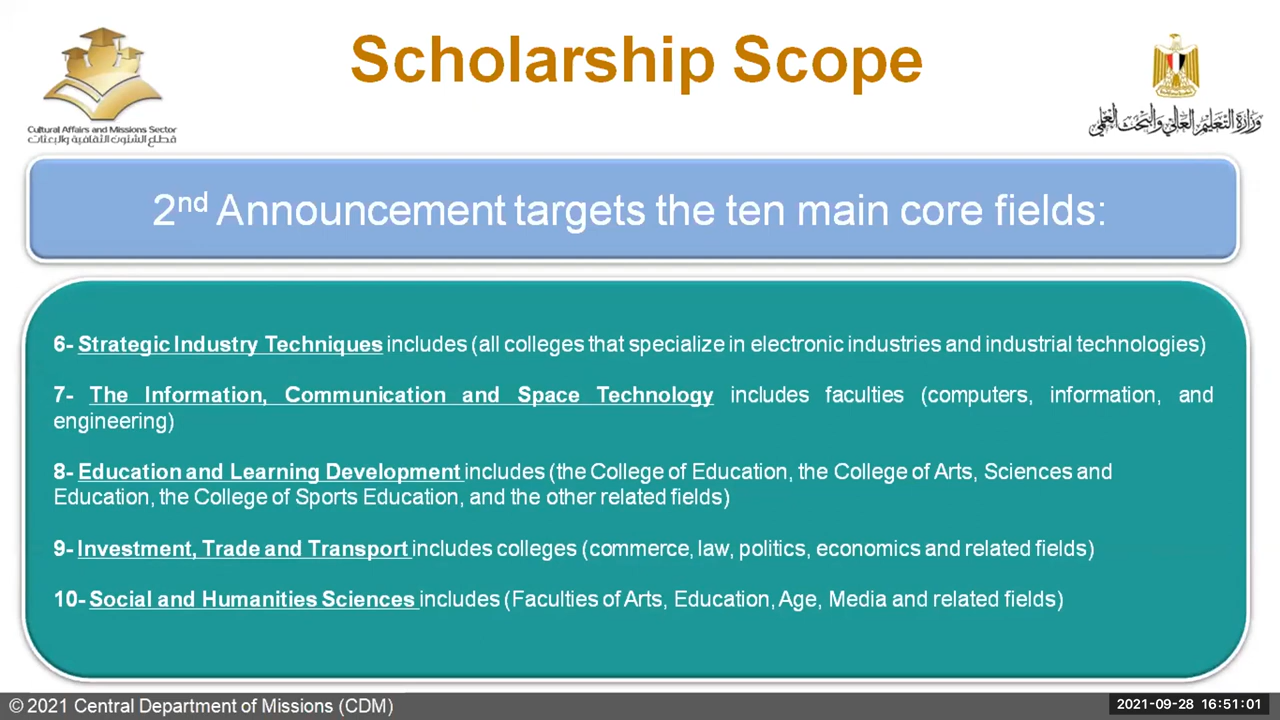 Scholarship Scope
Cultural Affairs and Missions Sector
قطاع الشئون الثقافية والبعثات
وزارة التعليم العالي والبحث العلمي
2nd Announcement targets the ten main core fields:
6- Strategic Industry Techniques includes (all colleges that specialize in electronic industries and industrial technologies)
7- The Information, Communication and Space Technology includes faculties (computers, information, and
engineering)
8- Education and Learning Development includes (the College of Education, the College of Arts, Sciences and
Education, the College of Sports Education, and the other related fields)
9- Investment, Trade and Transport includes colleges (commerce, law, politics, economics and related fields)
10- Social and Humanities Sciences includes (Faculties of Arts, Education, Age, Media and related fields)
© 2021 Central Department of Missions (CDM)
2021-09-28 16:51:01